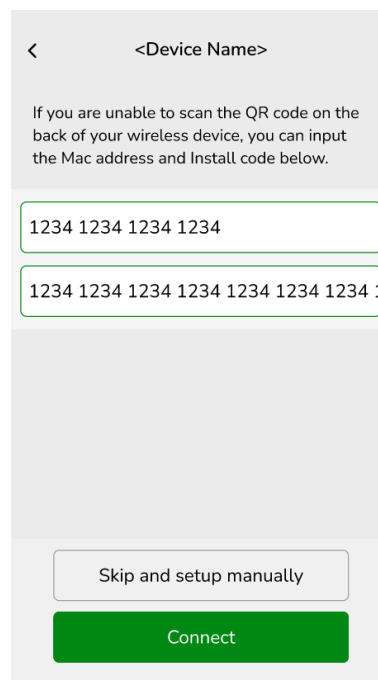 <Device Name>
If you are unable to scan the QR code on the
back of your wireless device, you can input
the Mac address and Install code below.
1234 1234 1234 1234
1234 1234 1234 1234 1234 1234 1234
Skip and setup manually
Connect